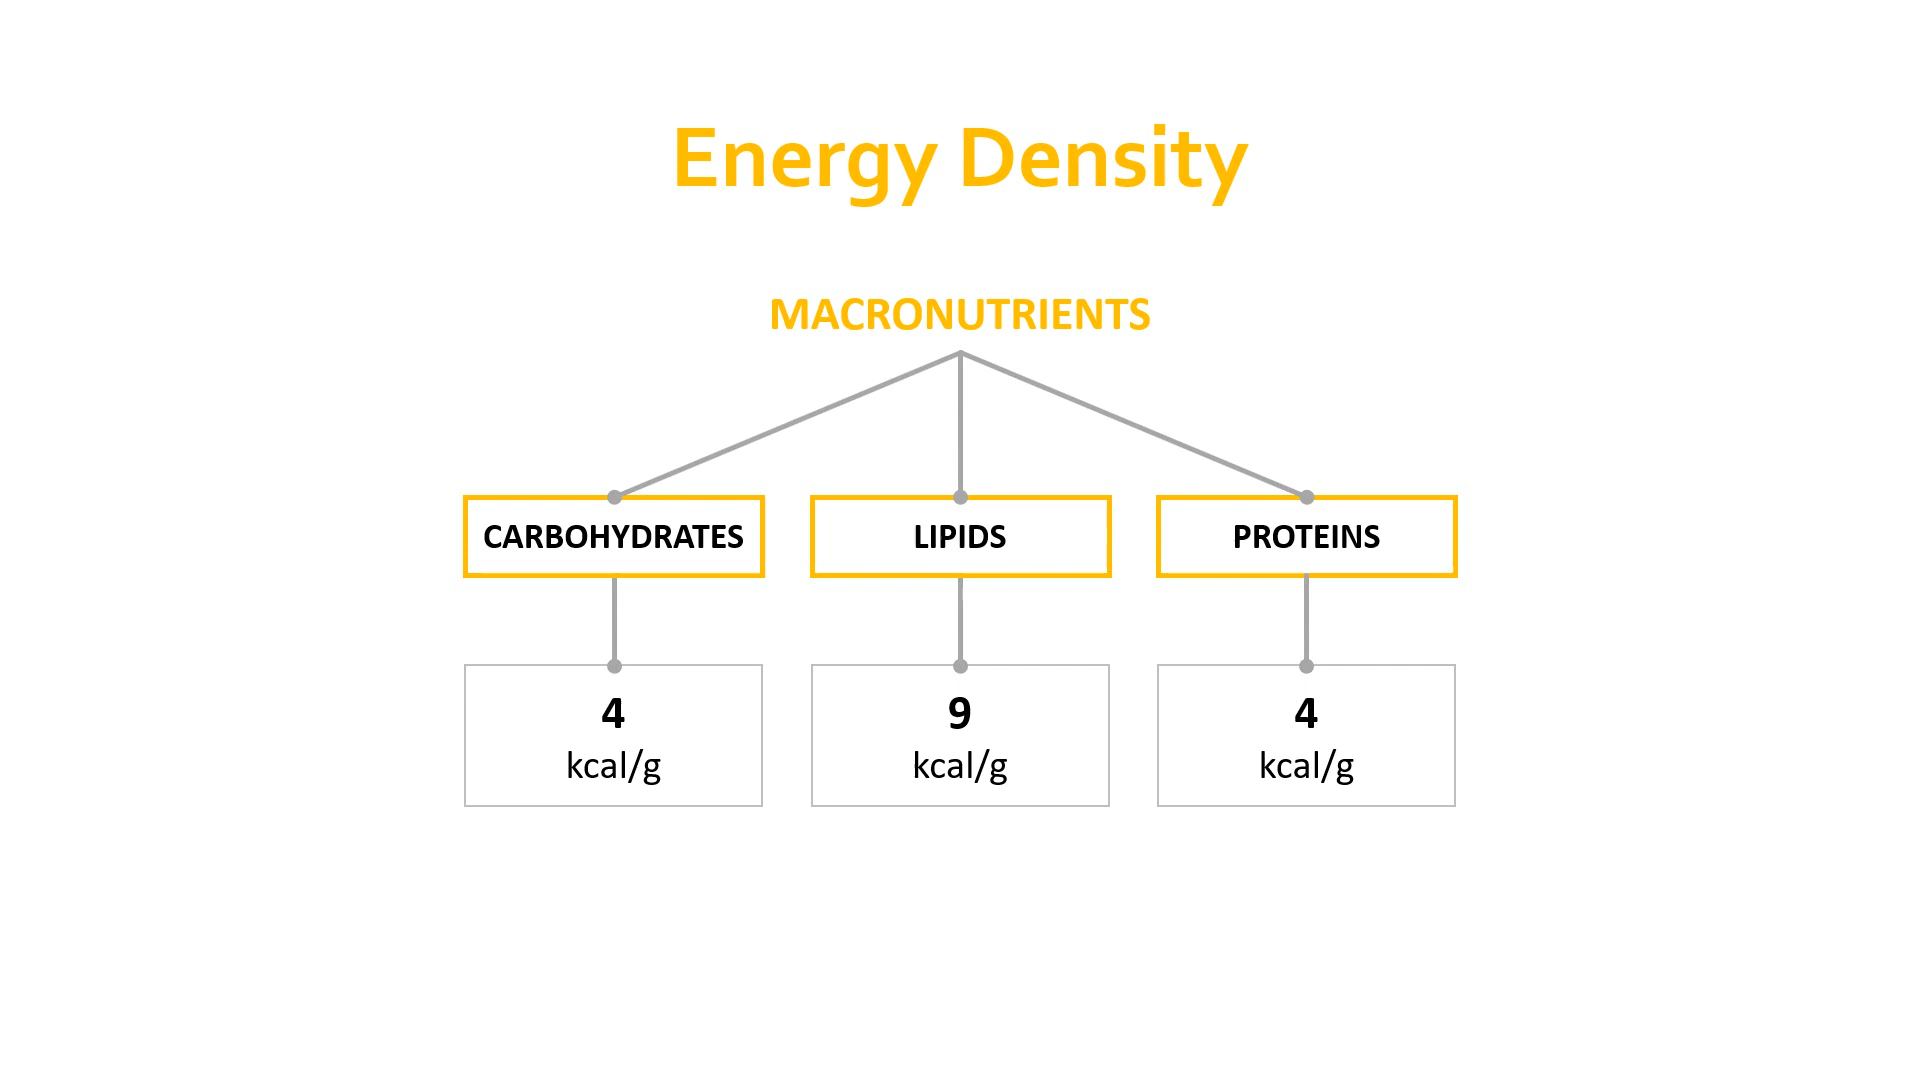 Energy Density
MACRONUTRIENTS
CARBOHYDRATES
LIPIDS
PROTEINS
4
kcal/g
9
kcal/g
4
kcal/g